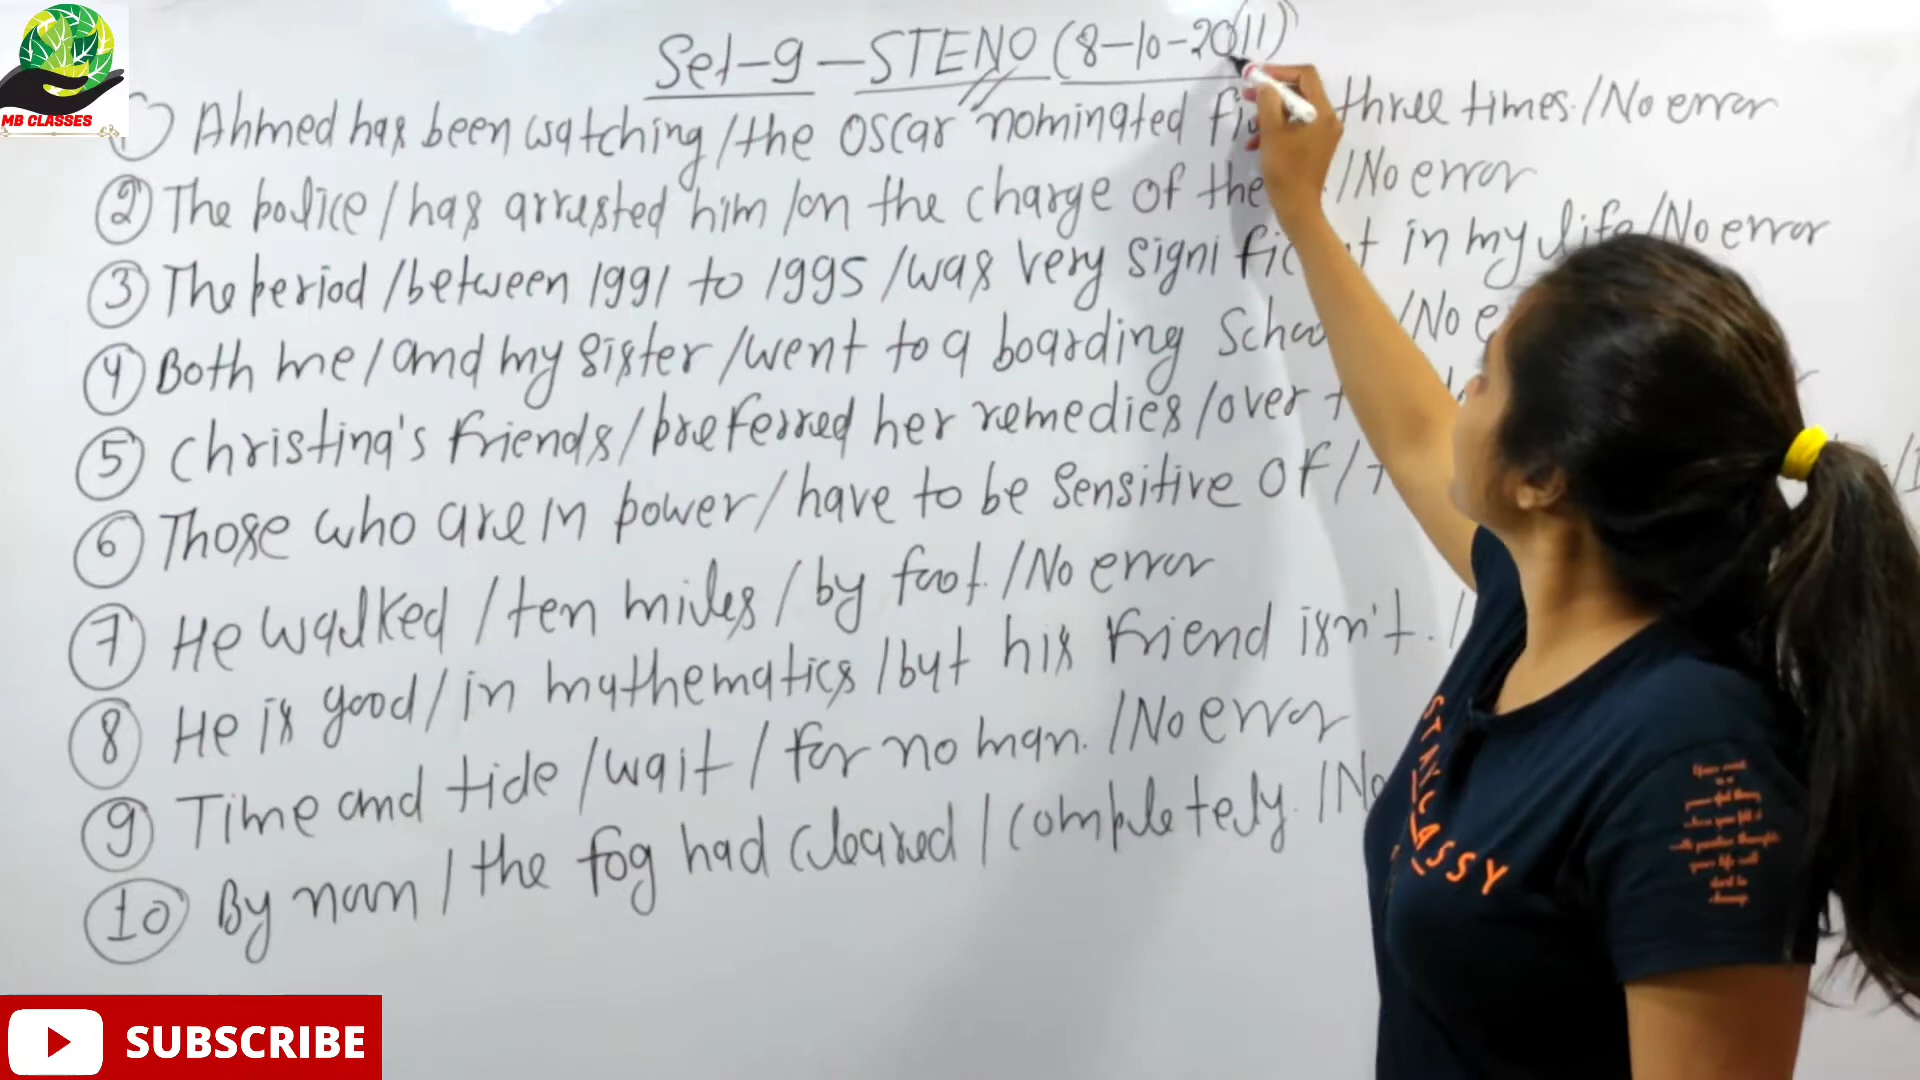 MB CLASSES
Set-9-STENO (8-10-2011)
1) Ahmed has been watching/the Oscar nominated three times./No error
2 The police/has arrested him/on the charge of /No error
3 The period/between 1991 to 1995/was very significant in my life/No error
4 Both me/and my sister/went to a boarding /No
5 Christina's friends/preferred her remedies/over
6 Those who are in power/have to be sensitive of/
7 He walked/ten miles/by foot./No error
8 He is good/in mathematics/but his friend isn't./
9 Time and tide/wait/for no man./No error
10 By noon/the fog had cleared/completely./No
STAY CLASSY
SUBSCRIBE